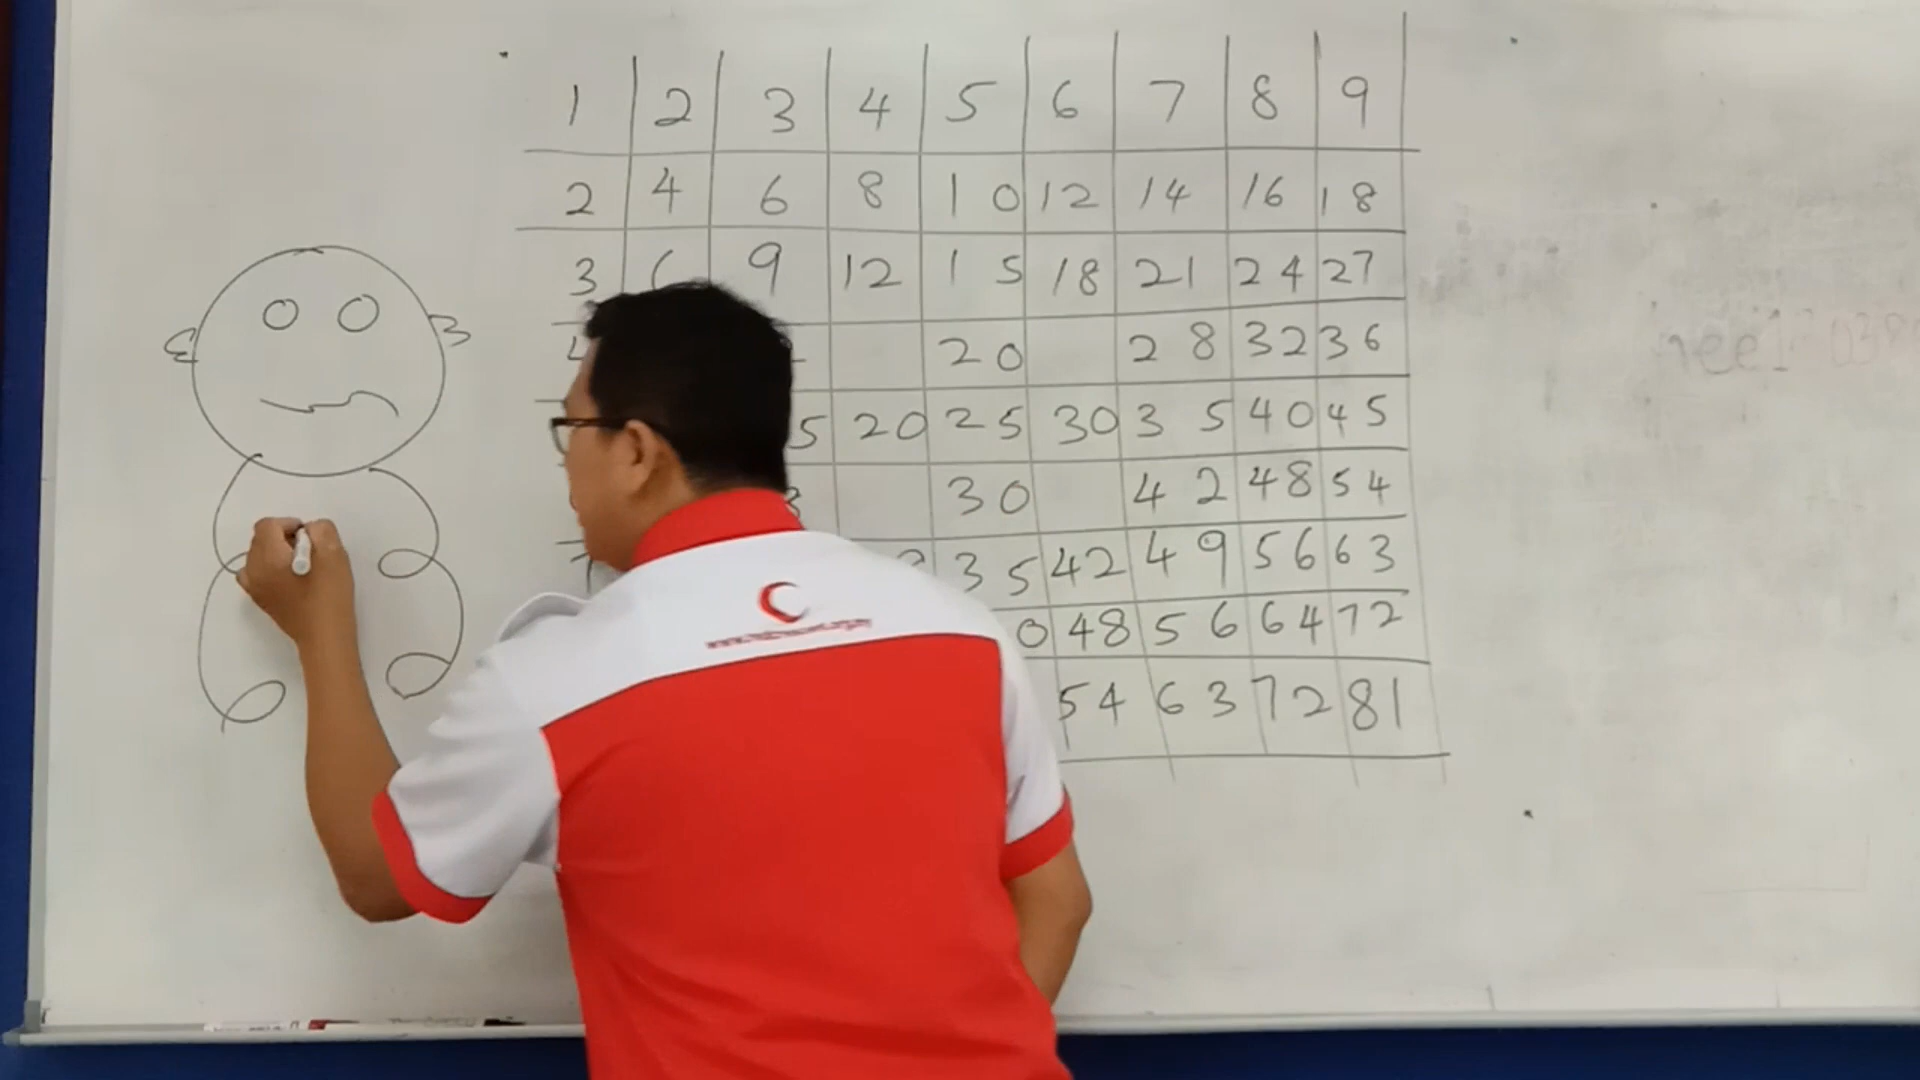 1 2 3 4 5 6 7 8 9
2 4 6 8 10 12 14 16 18
3 9 12 15 18 21 24 27
20 28 32 36
5 20 25 30 35 40 45
30 42 48 54
7 35 42 49 56 63
0 48 56 64 72
54 63 72 81